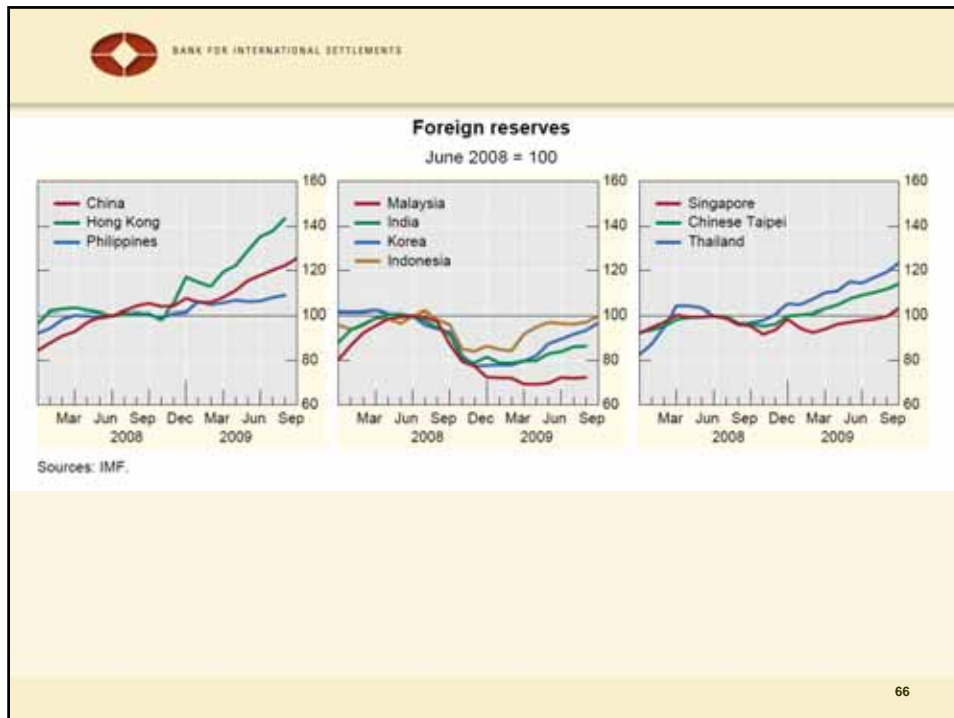 BANK FOR INTERNATIONAL SETTLEMENTS
Foreign reserves
June 2008 = 100
China
Hong Kong
Philippines
160
140
120
100
80
60
Mar Jun Sep Dec Mar Jun Sep
2008 2009
Malaysia
India
Korea
Indonesia
160
140
120
100
80
60
Mar Jun Sep Dec Mar Jun Sep
2008 2009
Singapore
Chinese Taipei
Thailand
160
140
120
100
80
60
Mar Jun Sep Dec Mar Jun Sep
2008 2009
Sources: IMF.
66